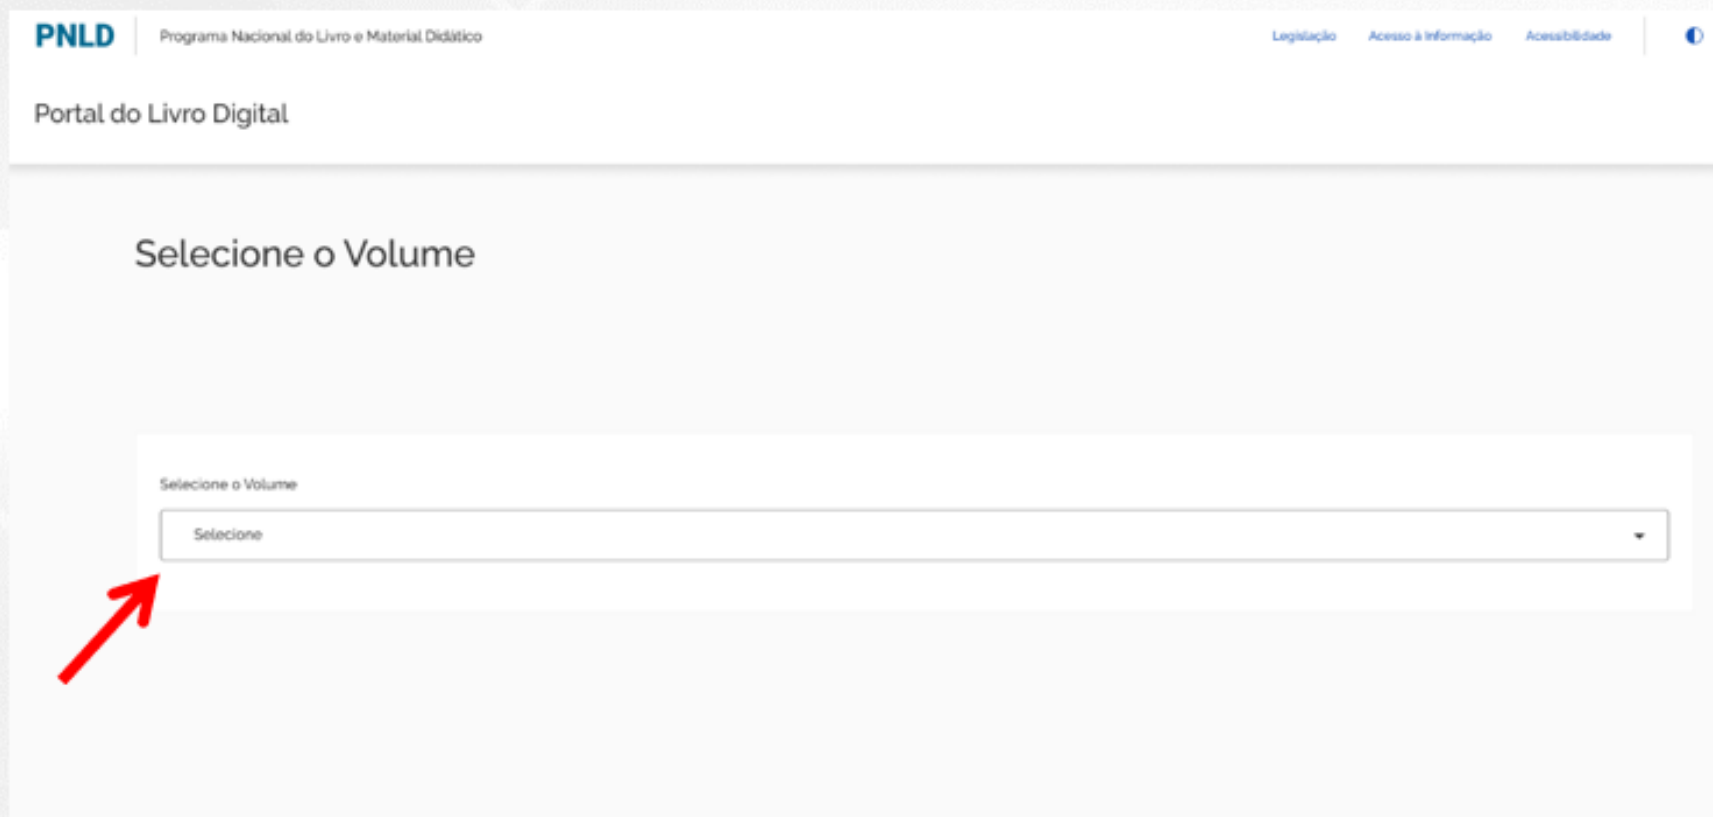 PNLD
Programa Nacional do Livro e Material Didático
Legislação
Acesso à Informação
Acessibilidade
Portal do Livro Digital
Selecione o Volume
Selecione o Volume
Selecione